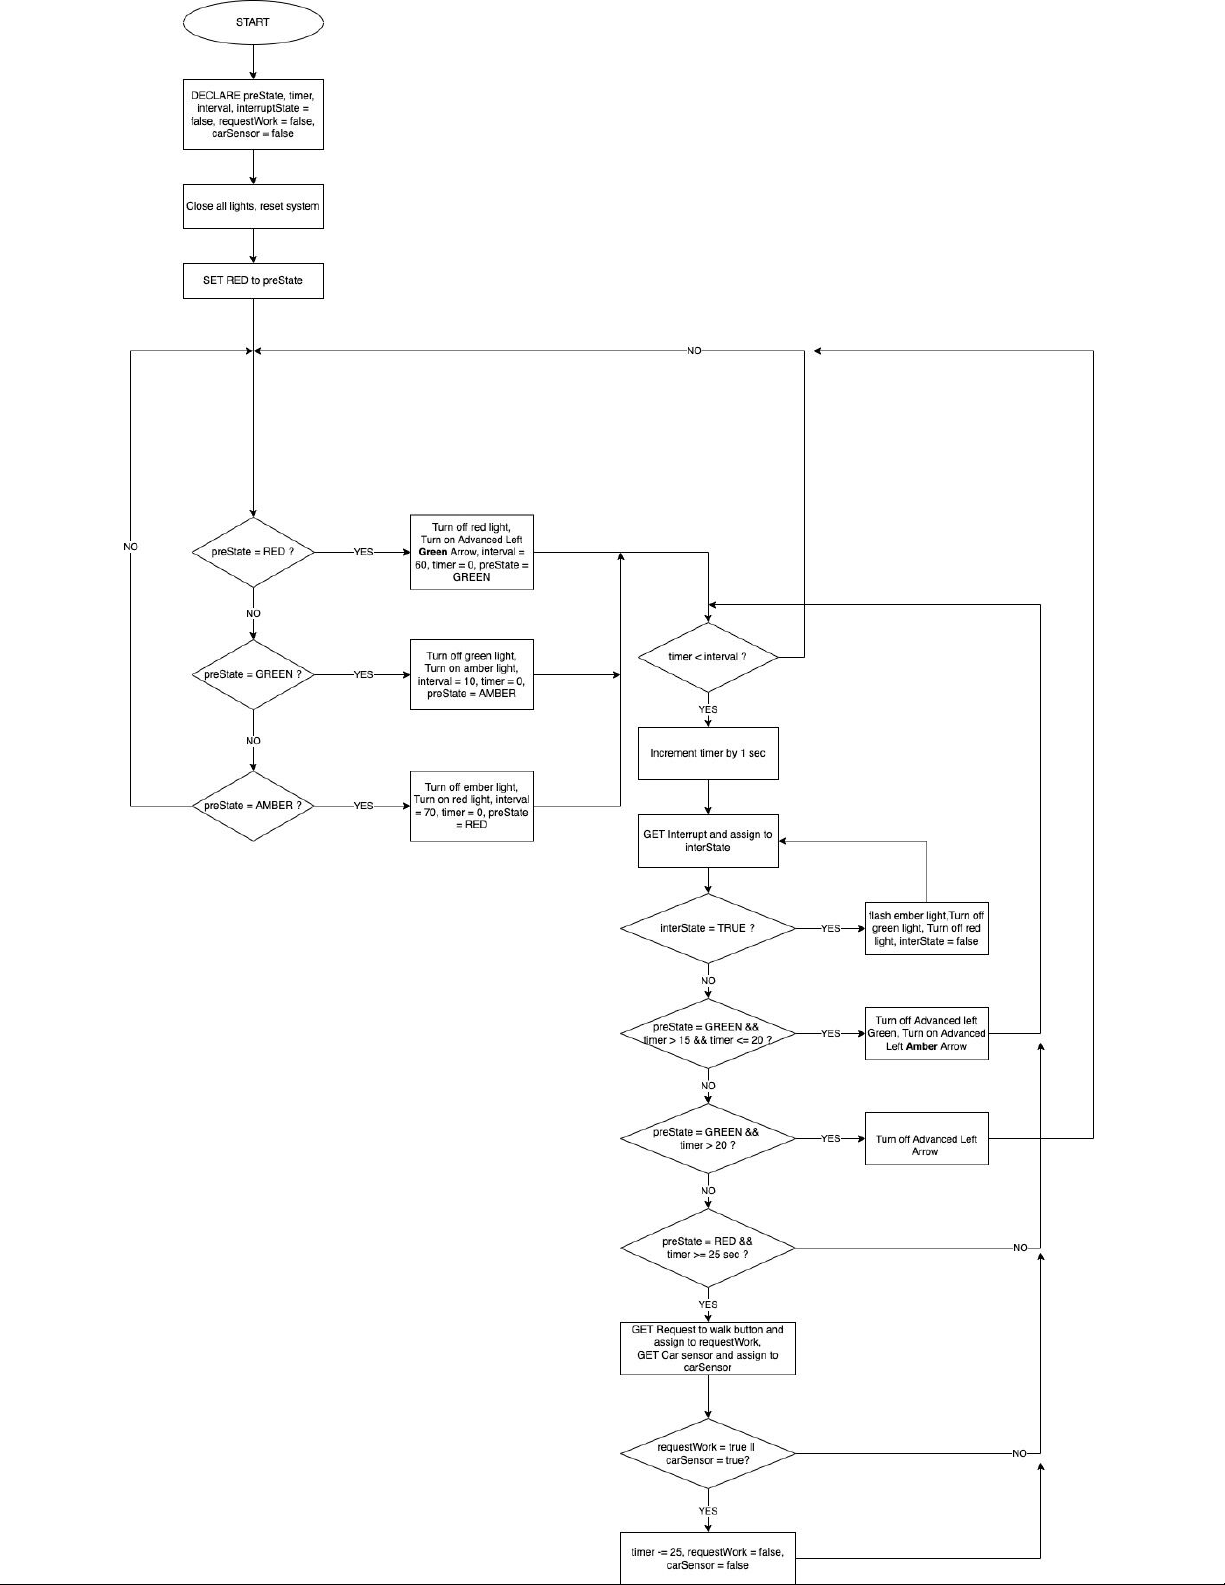 START
DECLARE preState, timer,
interval, interruptState =
false, requestWork = false,
carSensor = false
Close all lights, reset system
SET RED to preState
NO
NO
preState = RED ?
YES
Turn off red light,
Turn on Advanced Left
Green Arrow, interval =
60, timer = 0, preState =
GREEN
NO
preState = GREEN ?
YES
Turn off green light,
Turn on amber light,
interval = 10, timer = 0,
preState = AMBER
NO
preState = AMBER ?
YES
Turn off ember light,
Turn on red light, interval
= 70, timer = 0, preState
= RED
timer < interval ?
YES
Increment timer by 1 sec
GET Interrupt and assign to
interState
interState = TRUE ?
YES
flash ember light,Turn off
green light, Turn off red
light, interState = false
NO
preState = GREEN &&
timer > 15 && timer <= 20 ?
YES
Turn off Advanced left
Green, Turn on Advanced
Left Amber Arrow
NO
preState = GREEN &&
timer > 20 ?
YES
Turn off Advanced Left
Arrow
NO
preState = RED &&
timer >= 25 sec ?
NO
YES
GET Request to walk button and
assign to requestWork,
GET Car sensor and assign to
carSensor
requestWork = true ll
carSensor = true?
NO
YES
timer -= 25, requestWork = false,
carSensor = false